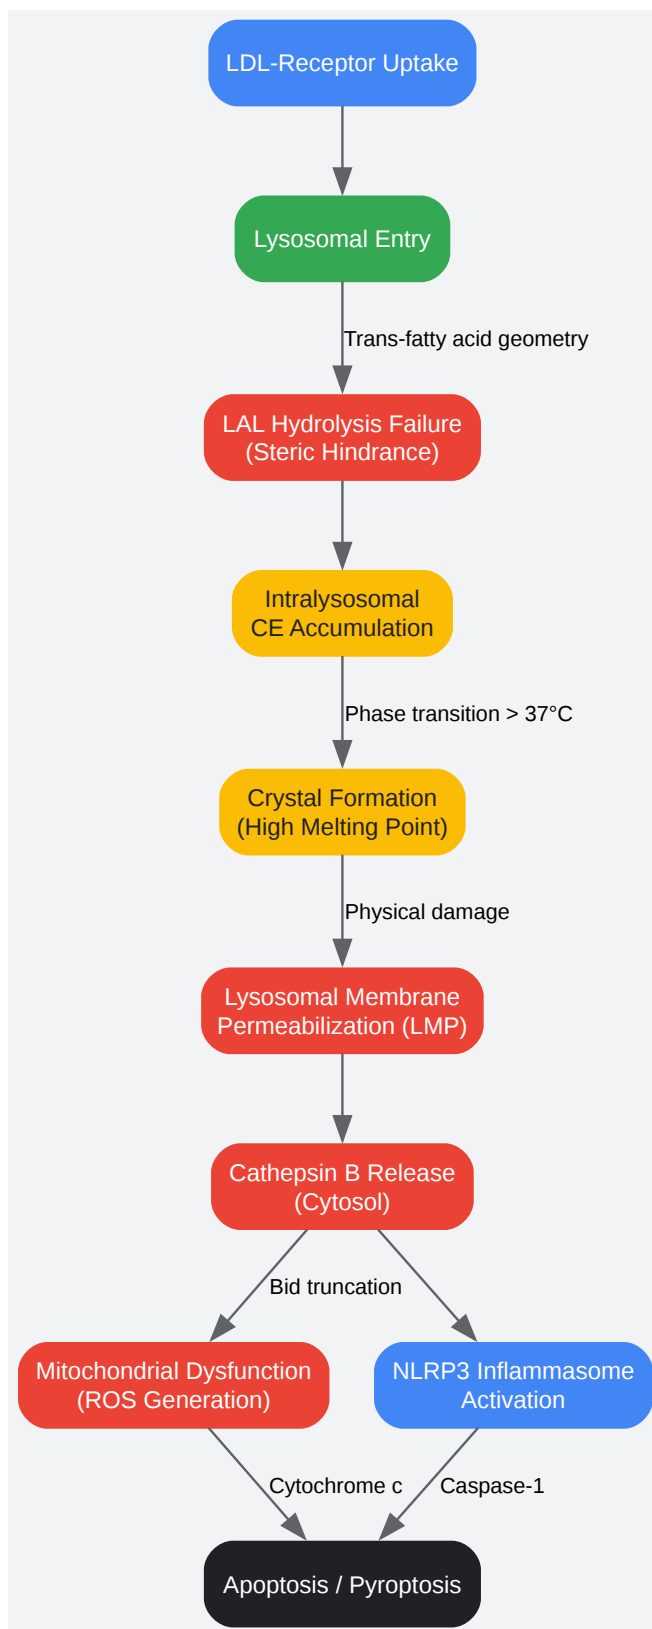 LDL-Receptor Uptake
Lysosomal Entry
Trans-fatty acid geometry
LAL Hydrolysis Failure
(Steric Hindrance)
Intralysosomal
CE Accumulation
Phase transition > 37°C
Crystal Formation
(High Melting Point)
Physical damage
Lysosomal Membrane
Permeabilization (LMP)
Cathepsin B Release
(Cytosol)
Bid truncation
Mitochondrial Dysfunction
(ROS Generation)
NLRP3 Inflammasome
Activation
Cytochrome c
Caspase-1
Apoptosis / Pyroptosis